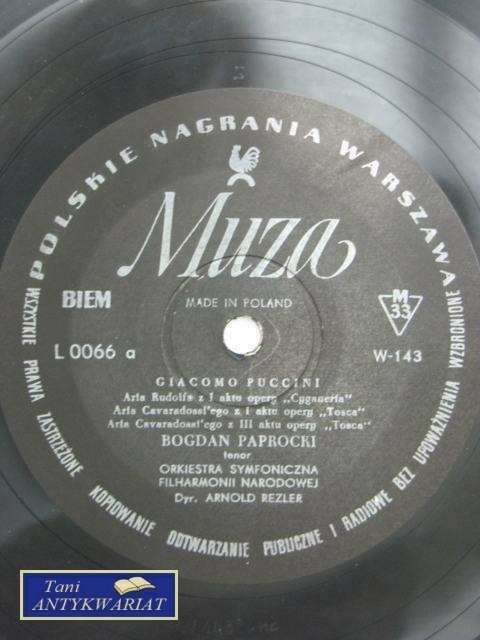 POLSKIE NAGRANIA WARSZAWA
Muza
BIEM
MADE IN POLAND
M
33
L 0066 a
W-143
GIACOMO PUCCINI
Aria Rudolfa z I aktu opery „Cyganeria”
Aria Cavaradossi'ego z I aktu opery „Tosca”
Aria Cavaradossi'ego z III aktu opery „Tosca”
BOGDAN PAPROCKI
tenor
ORKIESTRA SYMFONICZNA
FILHARMONII NARODOWEJ
Dyr. ARNOLD REZLER
WSZYSTKIE PRAWA ZASTRZEŻONE KOPIOWANIE ODTWARZANIE PUBLICZNE I RADIOWE BEZ UPOWAŻNIENIA WZBRONIONE
Tani
ANTYKWARIAT